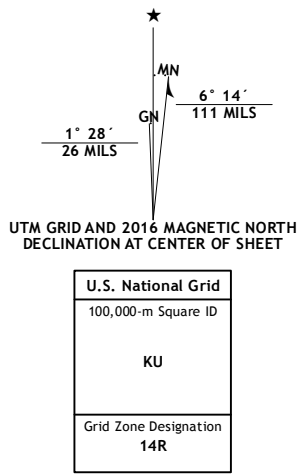 MN
GN
6° 14´
111 MILS
1° 28´
26 MILS
UTM GRID AND 2016 MAGNETIC NORTH
DECLINATION AT CENTER OF SHEET
U.S. National Grid
100,000-m Square ID
KU
Grid Zone Designation
14R